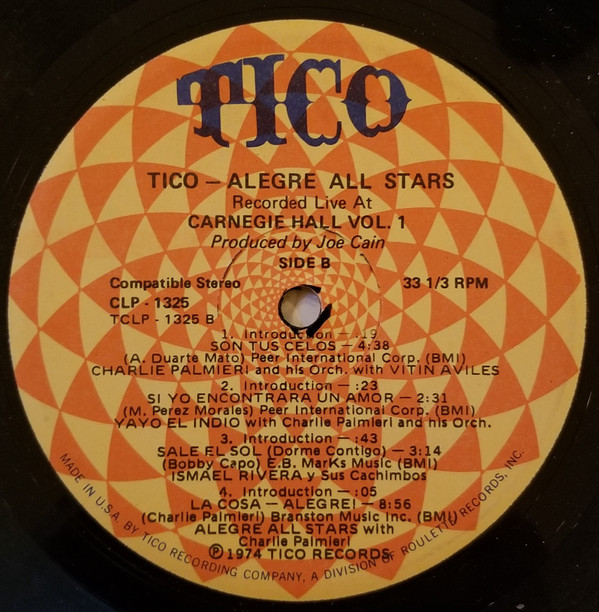 TICO
TICO — ALEGRE ALL STARS
Recorded Live At
CARNEGIE HALL VOL. 1
Produced by Joe Cain
SIDE B
Compatible Stereo
33 1/3 RPM
CLP - 1325
TCLP - 1325 B
1. Introduction — :19
SON TUS CELOS — 4:38
(A. Duarte Mato) Peer International Corp. (BMI)
CHARLIE PALMIERI and his Orch. with VITIN AVILES
2. Introduction — :23
SI YO ENCONTRARA UN AMOR — 2:31
(M. Perez Morales) Peer International Corp. (BMI)
YAYO EL INDIO with Charlie Palmieri and his Orch.
3. Introduction — :43
SALE EL SOL (Dorme Contigo) — 3:14
(Bobby Capo) E.B. Marks Music (BMI)
ISMAEL RIVERA y Sus Cachimbos
4. Introduction — :05
LA COSA — ALEGREI — 8:56
(Charlie Palmieri) Branston Music Inc. (BMI)
ALEGRE ALL STARS with
Charlie Palmieri
℗ 1974 TICO RECORDS
MADE IN U.S.A. BY TICO RECORDING COMPANY, A DIVISION OF ROULETTE RECORDS, INC.